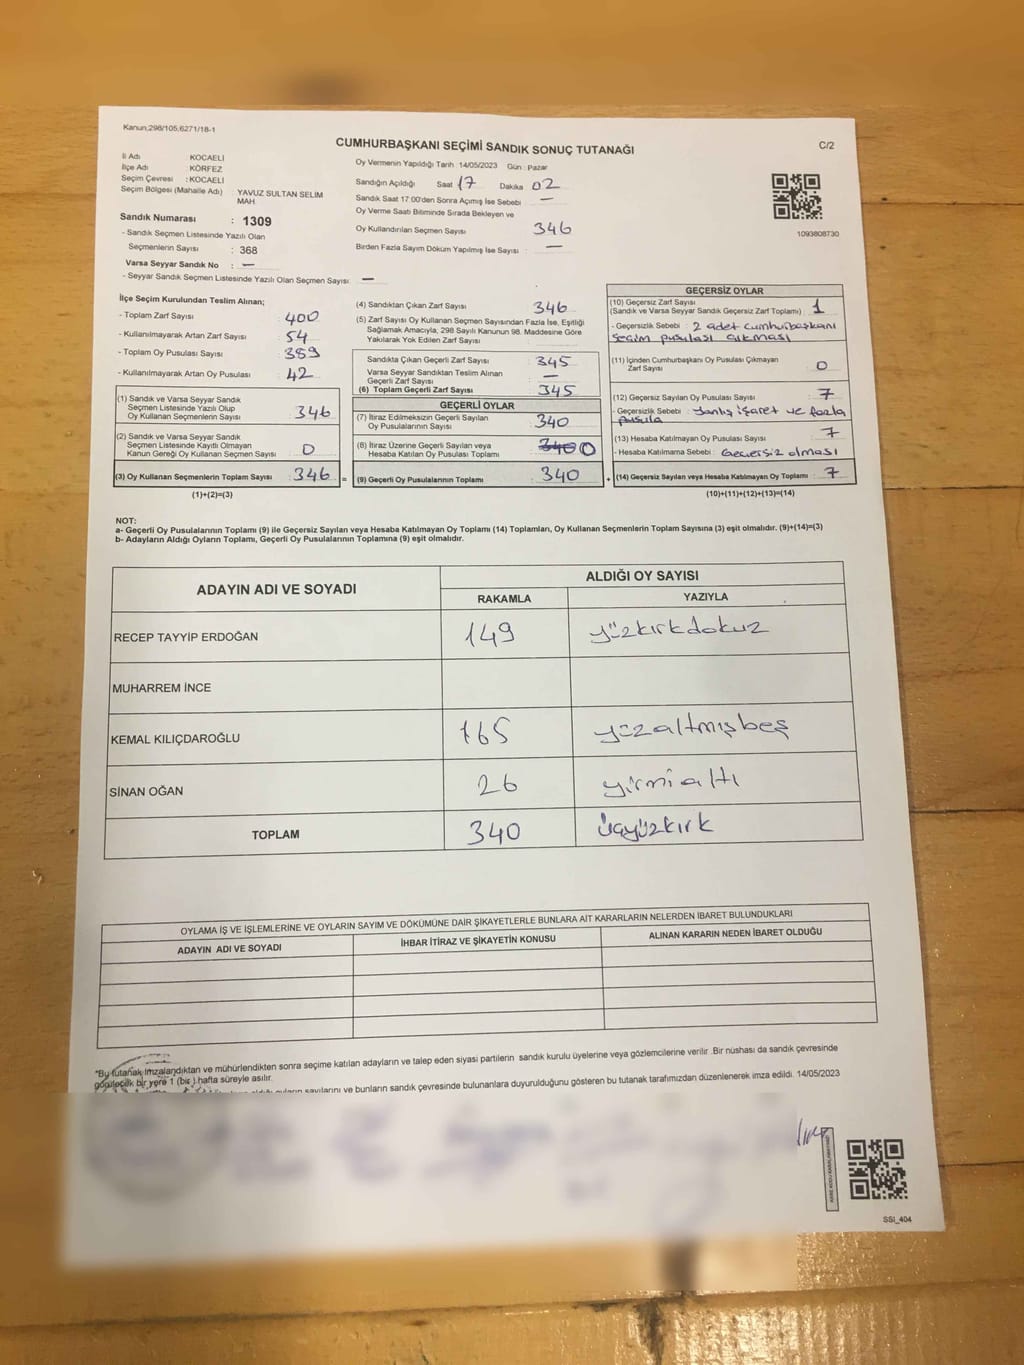 Kanun,298/105,6271/18-1
CUMHURBAŞKANI SEÇİMİ SANDIK SONUÇ TUTANAĞI
C/2
İl Adı KOCAELİ
İlçe Adı KÖRFEZ
Seçim Çevresi : KOCAELİ
Seçim Bölgesi (Mahalle Adı) : YAVUZ SULTAN SELİM
MAH.
Sandık Numarası : 1309
- Sandık Seçmen Listesinde Yazılı Olan
Seçmenlerin Sayısı : 368
Varsa Seyyar Sandık No : —
- Seyyar Sandık Seçmen Listesinde Yazılı Olan Seçmen Sayısı : —
Oy Vermenin Yapıldığı Tarih : 14/05/2023 Gün : Pazar
Sandığın Açıldığı Saat 17 Dakika 02
Sandık Saat 17.00'den Sonra Açımış İse Sebebi —
Oy Verme Saati Bitiminde Sırada Bekleyen ve
Oy Kullandırılan Seçmen Sayısı 346
Birden Fazla Sayım Döküm Yapılmış İse Sayısı : —
1093808730
İlçe Seçim Kurulundan Teslim Alınan;
- Toplam Zarf Sayısı 400
- Kullanılmayarak Artan Zarf Sayısı 54
- Toplam Oy Pusulası Sayısı 389
- Kullanılmayarak Artan Oy Pusulası 42
(1) Sandık ve Varsa Seyyar Sandık
Seçmen Listesinde Yazılı Olup
Oy Kullanan Seçmenlerin Sayısı 346
(2) Sandık ve Varsa Seyyar Sandık
Seçmen Listesinde Kayıtlı Olmayan
Kanun Gereği Oy Kullanan Seçmen Sayısı 0
(3) Oy Kullanan Seçmenlerin Toplam Sayısı 346 =
(1)+(2)=(3)
(4) Sandıktan Çıkan Zarf Sayısı 346
(5) Zarf Sayısı Oy Kullanan Seçmen Sayısından Fazla İse, Eşitliği
Sağlamak Amacıyla, 298 Sayılı Kanunun 98. Maddesine Göre
Yakılarak Yok Edilen Zarf Sayısı
Sandıkta Çıkan Geçerli Zarf Sayısı 345
Varsa Seyyar Sandıktan Teslim Alınan
Geçerli Zarf Sayısı —
(6) Toplam Geçerli Zarf Sayısı 345
GEÇERLİ OYLAR
(7) İtiraz Edilmeksizin Geçerli Sayılan
Oy Pusulalarının Sayısı 340
(8) İtiraz Üzerine Geçerli Sayılan veya
Hesaba Katılan Oy Pusulası Toplamı 340 0
(9) Geçerli Oy Pusulalarının Toplamı 340 +
GEÇERSİZ OYLAR
(10) Geçersiz Zarf Sayısı
(Sandık ve Varsa Seyyar Sandık Geçersiz Zarf Toplamı) 1
- Geçersizlik Sebebi : 2 adet cumhurbaşkanı
seçim pusulası çıkması
(11) İçinden Cumhurbaşkanı Oy Pusulası Çıkmayan
Zarf Sayısı 0
(12) Geçersiz Sayılan Oy Pusulası Sayısı 7
- Geçersizlik Sebebi : Yanlış işaret ve fazla
pusula
(13) Hesaba Katılmayan Oy Pusulası Sayısı 7
- Hesaba Katılmama Sebebi : Geçersiz olması
(14) Geçersiz Sayılan veya Hesaba Katılmayan Oy Toplamı : 7
(10)+(11)+(12)+(13)=(14)
NOT:
a- Geçerli Oy Pusulalarının Toplamı (9) ile Geçersiz Sayılan veya Hesaba Katılmayan Oy Toplamı (14) Toplamları, Oy Kullanan Seçmenlerin Toplam Sayısına (3) eşit olmalıdır. (9)+(14)=(3)
b- Adayların Aldığı Oyların Toplamı, Geçerli Oy Pusulalarının Toplamına (9) eşit olmalıdır.
ADAYIN ADI VE SOYADI
ALDIĞI OY SAYISI
RAKAMLA YAZIYLA
RECEP TAYYİP ERDOĞAN 149 yüzkırkdokuz
MUHARREM İNCE
KEMAL KILIÇDAROĞLU 165 yüzaltmışbeş
SİNAN OĞAN 26 yirmialtı
TOPLAM 340 üçyüzkırk
OYLAMA İŞ VE İŞLEMLERİNE VE OYLARIN SAYIM VE DÖKÜMÜNE DAİR ŞİKAYETLERLE BUNLARA AİT KARARLARIN NELERDEN İBARET BULUNDUKLARI
ADAYIN ADI VE SOYADI İHBAR İTİRAZ VE ŞİKAYETİN KONUSU ALINAN KARARIN NEDEN İBARET OLDUĞU
"Bu tutanak imzalandıktan ve mühürlendikten sonra seçime katılan adayların ve talep eden siyasi partilerin sandık kurulu üyelerine veya gözlemcilerine verilir .Bir nüshası da sandık çevresinde
görülecek bir yere 1 (bir ) hafta süreyle asılır.
sayılarını ve bunların sandık çevresinde bulunanlara duyurulduğunu gösteren bu tutanak tarafımızdan düzenlenerek imza edildi. 14/05/2023
SSI_404